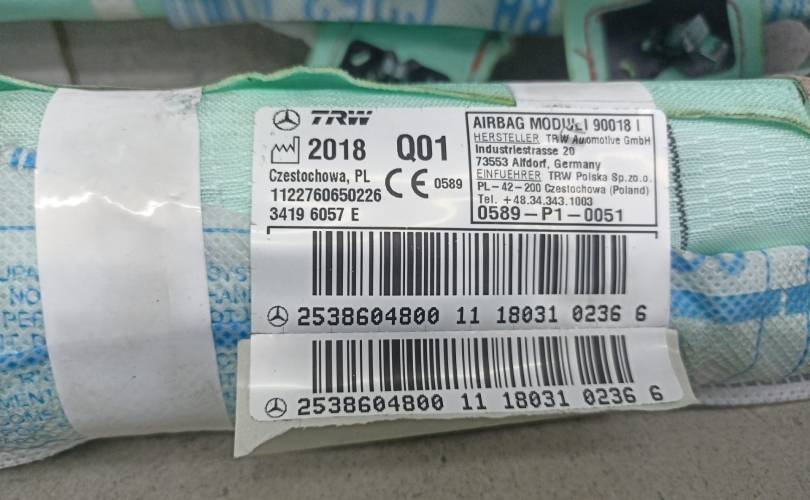 TRW
2018 Q01
Czestochowa, PL
1122760650226 CE 0589
3419 6057 E
AIRBAG 90018 I
HERSTELLER TRW Automotive GmbH
Industriestrasse 20
73553 Alfdorf, Germany
EINFUEHRER TRW Polska Sp.zo.o.
PL-42-200 Czestochowa (Poland)
Tel. +48.34.343.1003
0589-P1-0051
2538604800 11 18031 0236 6
2538604800 11 18031 0236 6